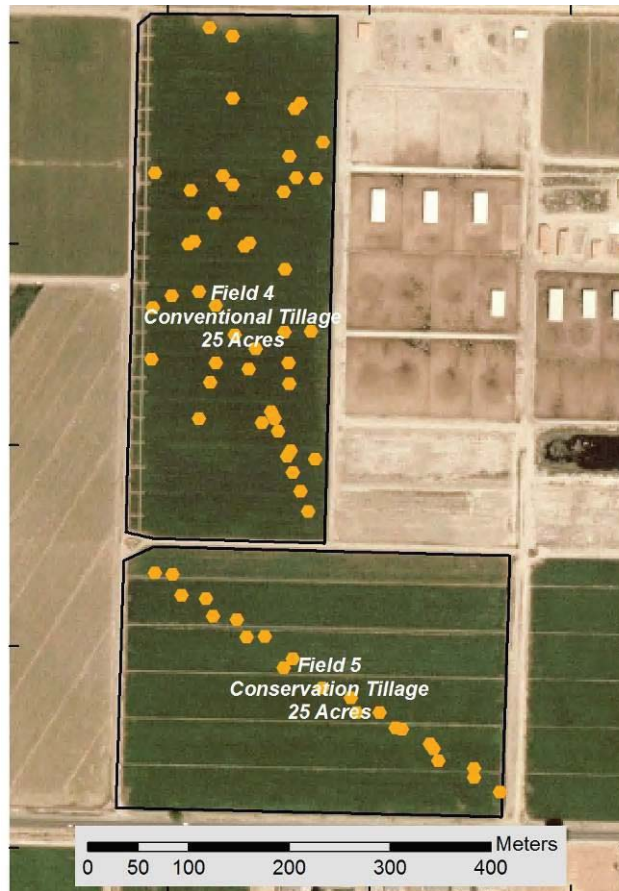 Field 4
Conventional Tillage
25 Acres
Field 5
Conservation Tillage
25 Acres
Meters
0 50 100 200 300 400